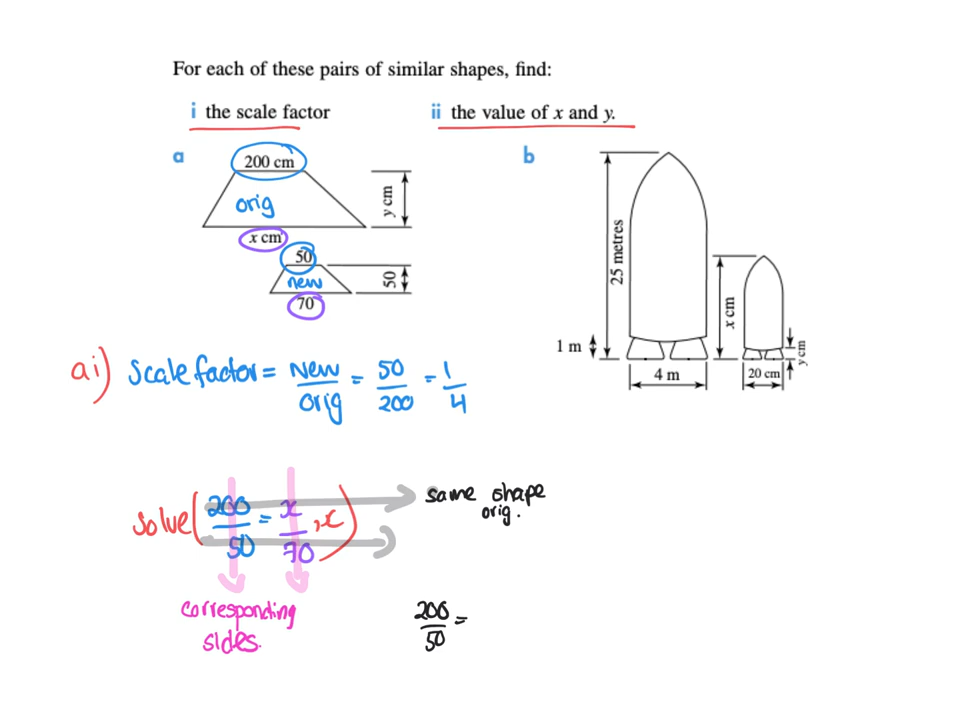 For each of these pairs of similar shapes, find:
i the scale factor
ii the value of x and y.
a
200 cm
orig
y cm
x cm
50
new
50
70
b
25 metres
1 m
4 m
x cm
20 cm
y cm
ai) Scale factor = New/orig = 50/200 = 1/4
solve(200/50 = x/70, x)
same shape
orig.
corresponding
sides.
200/50 =